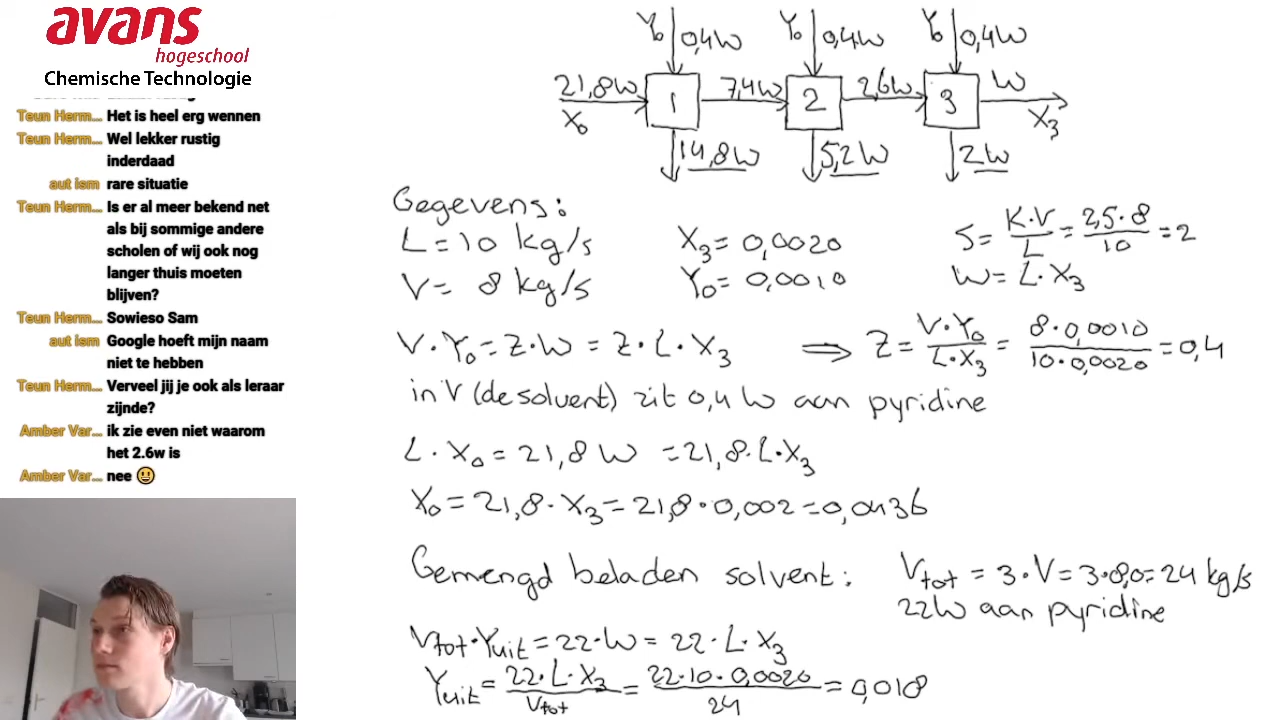 avans
hogeschool
Chemische Technologie
Teun Herm... Het is heel erg wennen
Teun Herm... Wel lekker rustig
inderdaad
aut ism rare situatie
Teun Herm... Is er al meer bekend net
als bij sommige andere
scholen of wij ook nog
langer thuis moeten
blijven?
Teun Herm... Sowieso Sam
aut ism Google hoeft mijn naam
niet te hebben
Teun Herm... Verveel jij je ook als leraar
zijnde?
Amber Var... ik zie even niet waarom
het 2.6w is
Amber Var... nee 😃
Y₀ 0,4W Y₀ 0,4W Y₀ 0,4W
21,8W 1 7,4W 2 2,6W 3 W
X₀ X₃
14,8W 5,2W 2W
Gegevens:
L = 10 kg/s X₃ = 0,0020 S = K·V / L = 2,5·8 / 10 = 2
V = 8 kg/s Y₀ = 0,0010 W = L·X₃
V·Y₀ = Z·W = Z·L·X₃ ⟹ Z = V·Y₀ / L·X₃ = 8·0,0010 / 10·0,0020 = 0,4
in V (de solvent) zit 0,4 W aan pyridine
L·X₀ = 21,8 W = 21,8·L·X₃
X₀ = 21,8·X₃ = 21,8·0,002 = 0,0436
Gemengd beladen solvent: Vtot = 3·V = 3·8,0 = 24 kg/s
22W aan pyridine
Vtot·Yuit = 22·W = 22·L·X₃
Yuit = 22·L·X₃ / Vtot = 22·10·0,0020 / 24 = 0,018